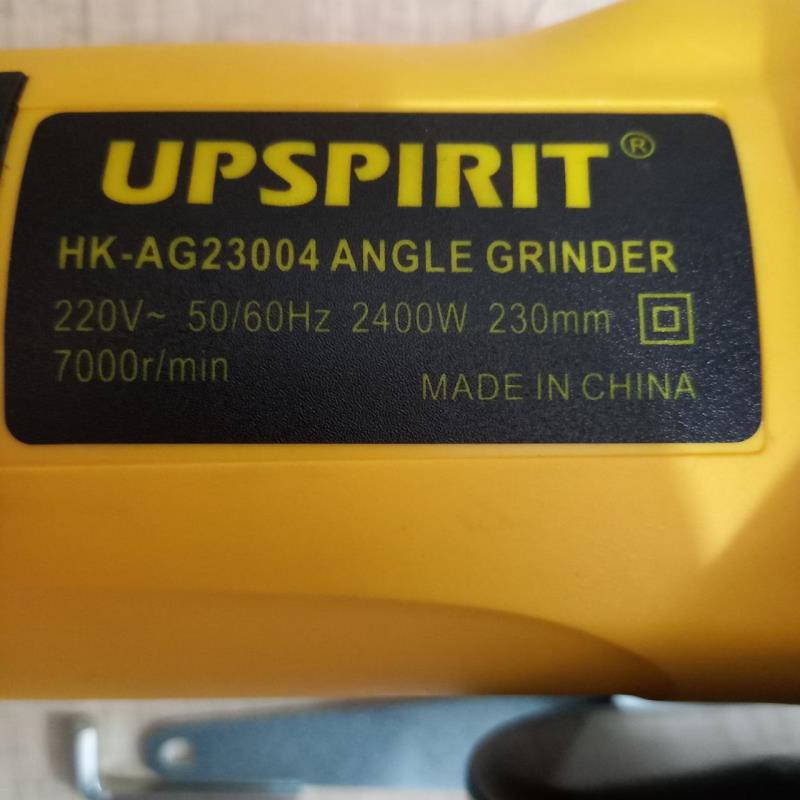 UPSPIRIT®
HK-AG23004 ANGLE GRINDER
220V~ 50/60Hz 2400W 230mm
7000r/min
MADE IN CHINA